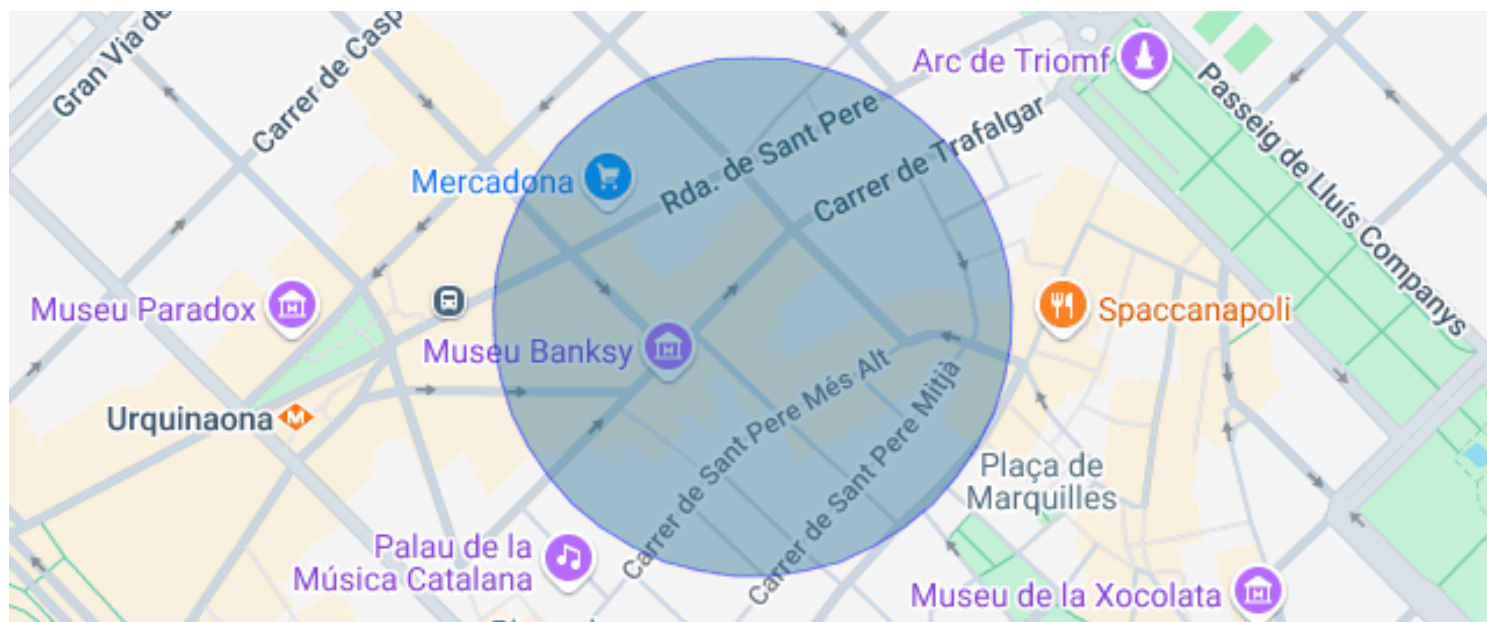 Gran Via de
Carrer de Casp
Arc de Triomf
Passeig de Lluís Companys
Rda. de Sant Pere
Carrer de Trafalgar
Mercadona
Museu Paradox
Spaccanapoli
Museu Banksy
Urquinaona
Carrer de Sant Pere Més Alt
Carrer de Sant Pere Mitjà
Plaça de
Marquilles
Palau de la
Música Catalana
Museu de la Xocolata